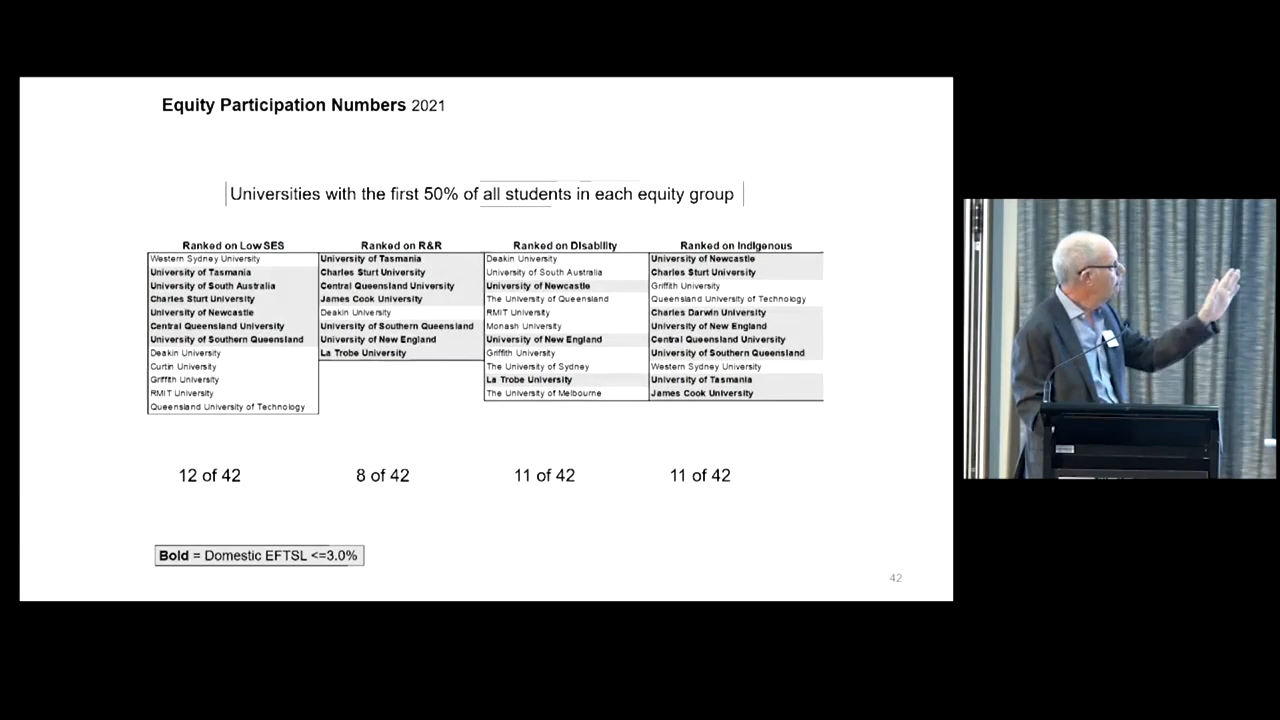 Equity Participation Numbers 2021
Universities with the first 50% of all students in each equity group
Ranked on Low SES
Western Sydney University
University of Tasmania
University of South Australia
Charles Sturt University
University of Newcastle
Central Queensland University
University of Southern Queensland
Deakin University
Curtin University
Griffith University
RMIT University
Queensland University of Technology
12 of 42
Ranked on R&R
University of Tasmania
Charles Sturt University
Central Queensland University
James Cook University
Deakin University
University of Southern Queensland
University of New England
La Trobe University
8 of 42
Ranked on Disability
Deakin University
University of South Australia
University of Newcastle
The University of Queensland
RMIT University
Monash University
University of New England
Griffith University
The University of Sydney
La Trobe University
The University of Melbourne
11 of 42
Ranked on Indigenous
University of Newcastle
Charles Sturt University
Griffith University
Queensland University of Technology
Charles Darwin University
University of New England
Central Queensland University
University of Southern Queensland
Western Sydney University
University of Tasmania
James Cook University
11 of 42
Bold = Domestic EFTSL <=3.0%
42